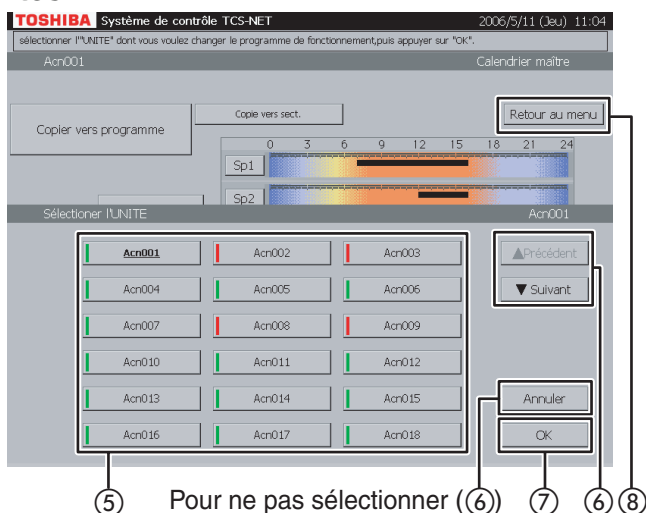 TOSHIBA Système de contrôle TCS-NET 2006/5/11 (Jeu) 11:04
sélectionner l'"UNITE" dont vous voulez changer le programme de fonctionnement,puis appuyer sur "OK".
Acn001 Calendrier maître
Copier vers programme
Copie vers sect.
Retour au menu
0 3 6 9 12 15 18 21 24
Sp1
Sp2
Sélectioner l'UNITE Acn001
Acn001 Acn002 Acn003 ▲Précédent
Acn004 Acn005 Acn006 ▼ Suivant
Acn007 Acn008 Acn009
Acn010 Acn011 Acn012
Acn013 Acn014 Acn015 Annuler
Acn016 Acn017 Acn018 OK
⑤ Pour ne pas sélectionner (⑥) ⑦ ⑥ ⑧